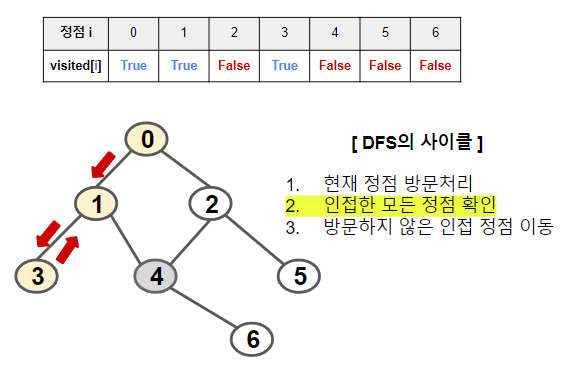 정점 i 0 1 2 3 4 5 6
visited[i] True True False True False False False
[ DFS의 사이클 ]
1. 현재 정점 방문처리
2. 인접한 모든 정점 확인
3. 방문하지 않은 인접 정점 이동
0
1 2
3 4 5
6